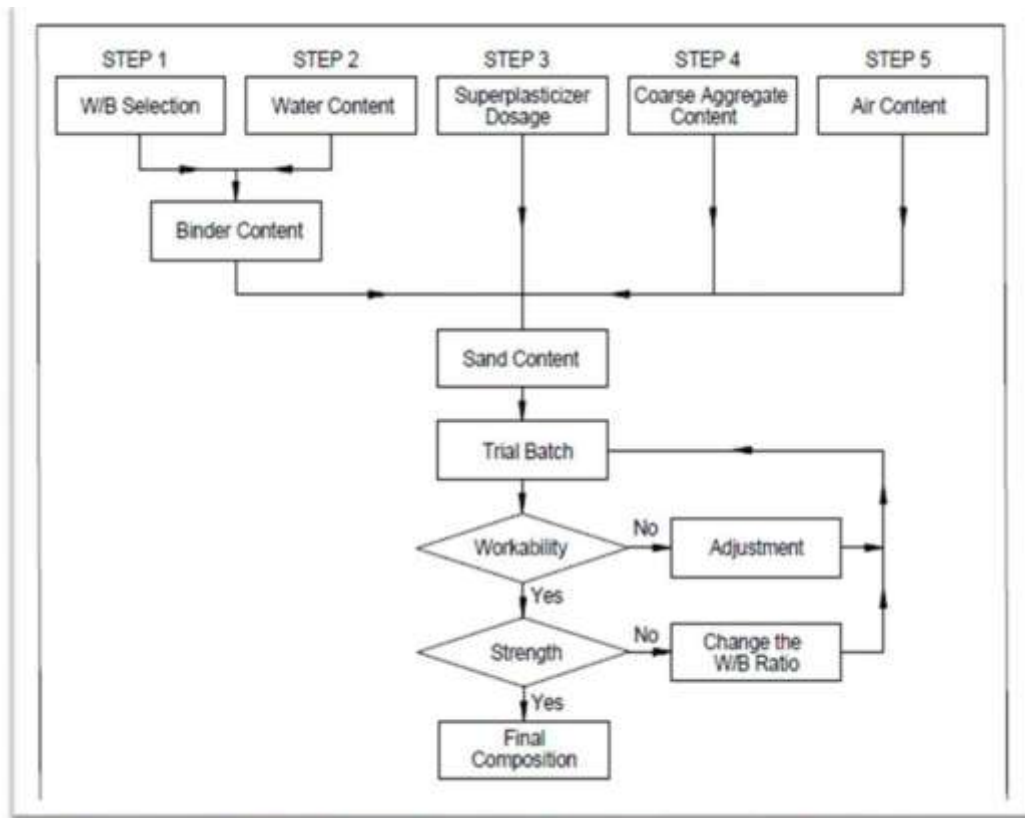 STEP 1
STEP 2
STEP 3
STEP 4
STEP 5
W/B Selection
Water Content
Superplasticizer
Dosage
Coarse Aggregate
Content
Air Content
Binder Content
Sand Content
Trial Batch
Workability
No
Adjustment
Yes
Strength
No
Change the
W/B Ratio
Yes
Final
Composition